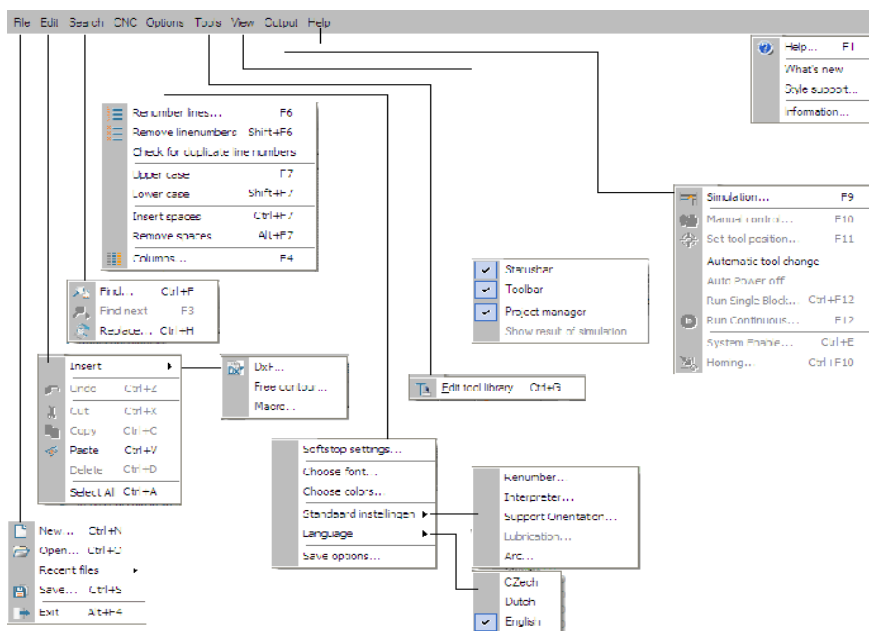 File Edit Search CNC Options Tools View Output Help
Help... F1
What's new
Style support...
Information...
Renumber lines... F6
Remove linenumbers Shift+F6
Check for duplicate line numbers
Upper case F7
Lower case Shift+F7
Insert spaces Ctrl+F7
Remove spaces Alt+F7
Columns... F4
Simulation... F9
Manual control... F10
Set tool position... F11
Automatic tool change
Auto Power off
Run Single Block... Ctrl+F12
Run Continuous... F12
System Enable... Ctrl+E
Homing... Ctrl+F10
Statusbar
Toolbar
Project manager
Show result of simulation
Find... Ctrl+F
Find next F3
Replace... Ctrl+H
Insert
Undo Ctrl+Z
Cut Ctrl+X
Copy Ctrl+C
Paste Ctrl+V
Delete Ctrl+D
Select All Ctrl+A
DxF...
Free contour...
Macro...
Edit tool library Ctrl+G
Softstop settings...
Choose font...
Choose colors...
Standaard instellingen
Language
Save options...
Renumber...
Interpreter...
Support Orientation...
Lubrication...
Arc...
CZech
Dutch
English
New... Ctrl+N
Open... Ctrl+O
Recent files
Save... Ctrl+S
Exit Alt+F4